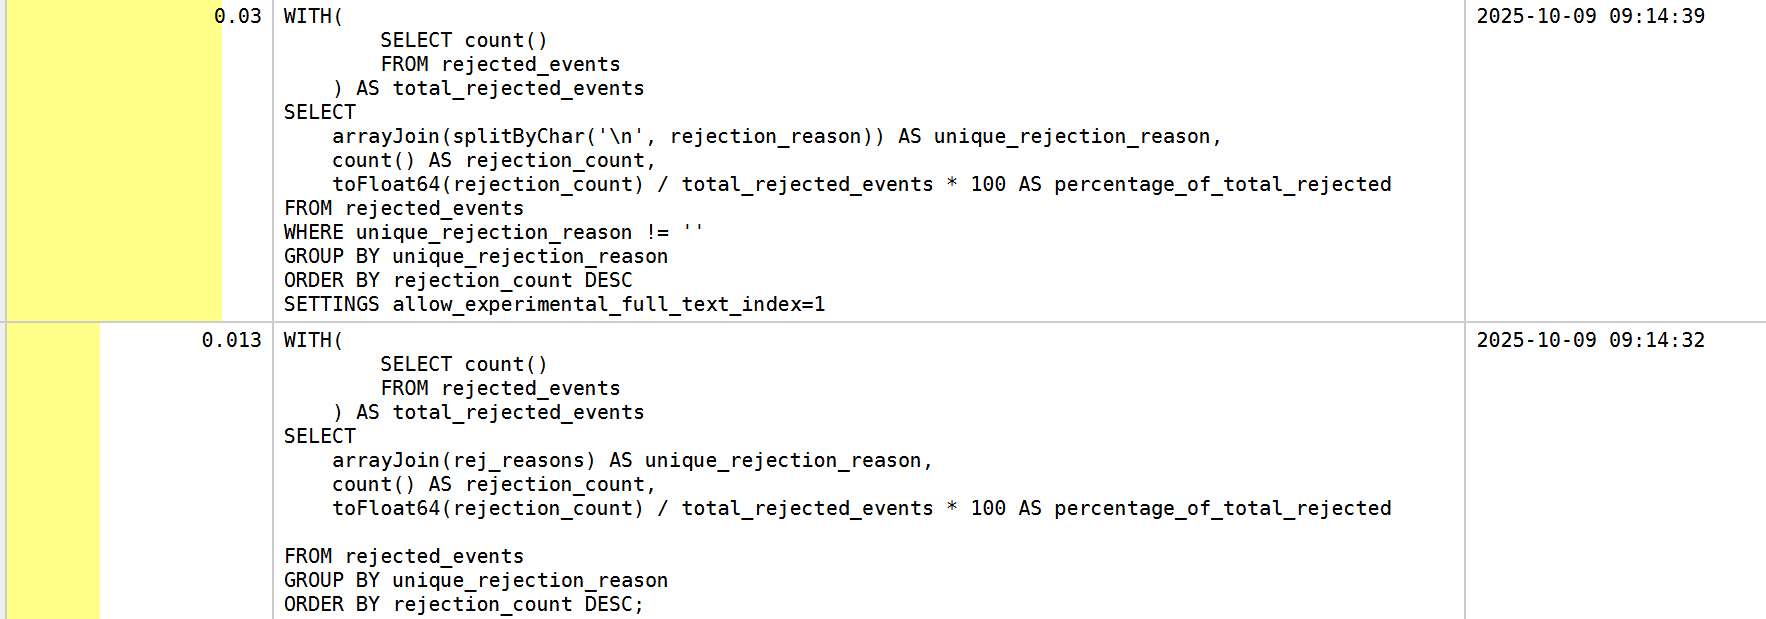 0.03 WITH(
        SELECT count()
        FROM rejected_events
    ) AS total_rejected_events
SELECT
    arrayJoin(splitByChar('\n', rejection_reason)) AS unique_rejection_reason,
    count() AS rejection_count,
    toFloat64(rejection_count) / total_rejected_events * 100 AS percentage_of_total_rejected
FROM rejected_events
WHERE unique_rejection_reason != ''
GROUP BY unique_rejection_reason
ORDER BY rejection_count DESC
SETTINGS allow_experimental_full_text_index=1
2025-10-09 09:14:39
0.013 WITH(
        SELECT count()
        FROM rejected_events
    ) AS total_rejected_events
SELECT
    arrayJoin(rej_reasons) AS unique_rejection_reason,
    count() AS rejection_count,
    toFloat64(rejection_count) / total_rejected_events * 100 AS percentage_of_total_rejected

FROM rejected_events
GROUP BY unique_rejection_reason
ORDER BY rejection_count DESC;
2025-10-09 09:14:32